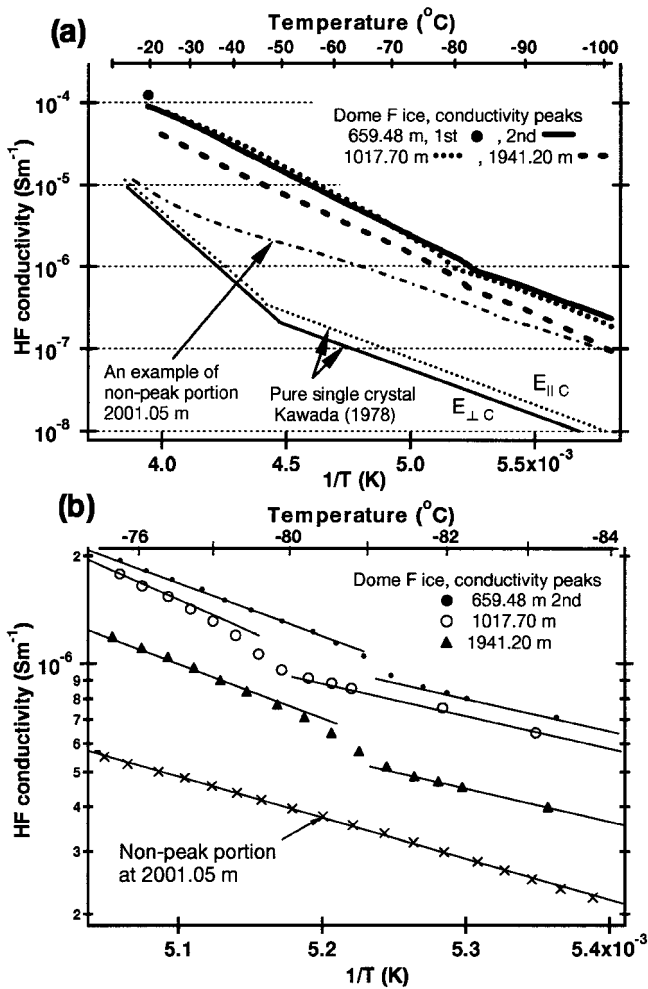 (a)
Temperature (°C)
-20 -30 -40 -50 -60 -70 -80 -90 -100
Dome F ice, conductivity peaks
659.48 m, 1st , 2nd
1017.70 m , 1941.20 m
10⁻⁴
10⁻⁵
10⁻⁶
10⁻⁷
10⁻⁸
HF conductivity (Sm⁻¹)
An example of
non-peak portion
2001.05 m
Pure single crystal
Kawada (1978)
E⊥ C
E|| C
4.0 4.5 5.0 5.5x10⁻³
1/T (K)
(b)
Temperature (°C)
-76 -80 -82 -84
Dome F ice, conductivity peaks
659.48 m 2nd
1017.70 m
1941.20 m
2
10⁻⁶
9
8
7
6
5
4
3
2
HF conductivity (Sm⁻¹)
Non-peak portion
at 2001.05 m
5.1 5.2 5.3 5.4x10⁻³
1/T (K)